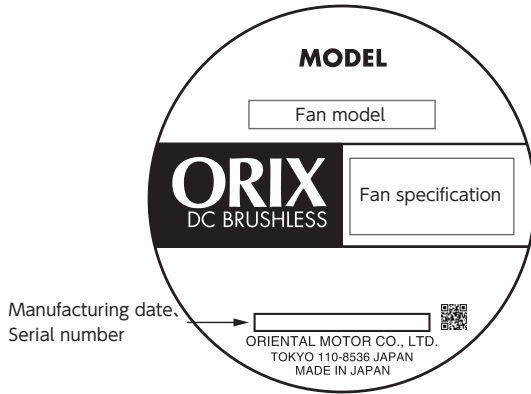 MODEL
Fan model
ORIX
DC BRUSHLESS
Fan specification
Manufacturing date、
Serial number
ORIENTAL MOTOR CO., LTD.
TOKYO 110-8536 JAPAN
MADE IN JAPAN